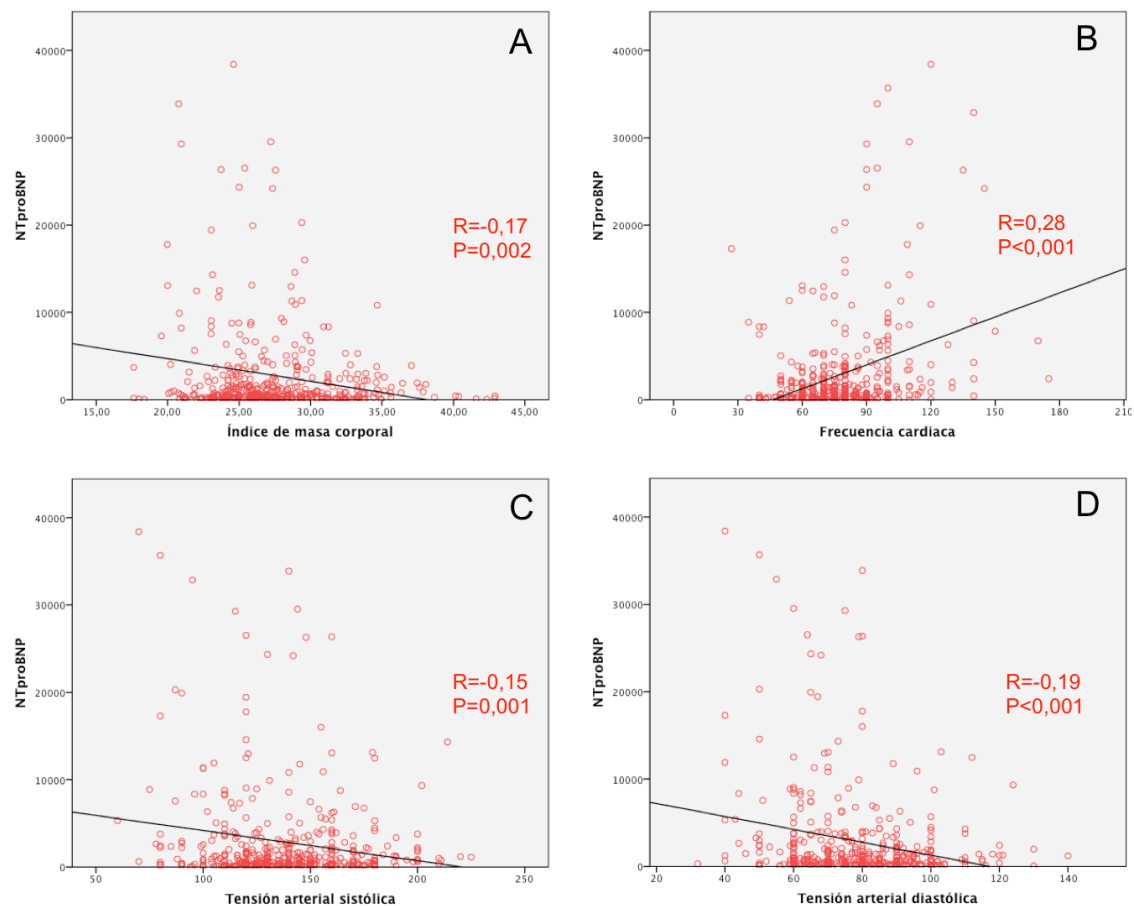 A
40000
30000
20000
10000
0
NTproBNP
R=-0,17
P=0,002
15,00 20,00 25,00 30,00 35,00 40,00 45,00
Índice de masa corporal
B
40000
30000
20000
10000
0
NTproBNP
R=0,28
P<0,001
0 30 60 90 120 150 180 210
Frecuencia cardiaca
C
40000
30000
20000
10000
0
NTproBNP
R=-0,15
P=0,001
50 100 150 200 250
Tensión arterial sistólica
D
40000
30000
20000
10000
0
NTproBNP
R=-0,19
P<0,001
20 40 60 80 100 120 140
Tensión arterial diastólica